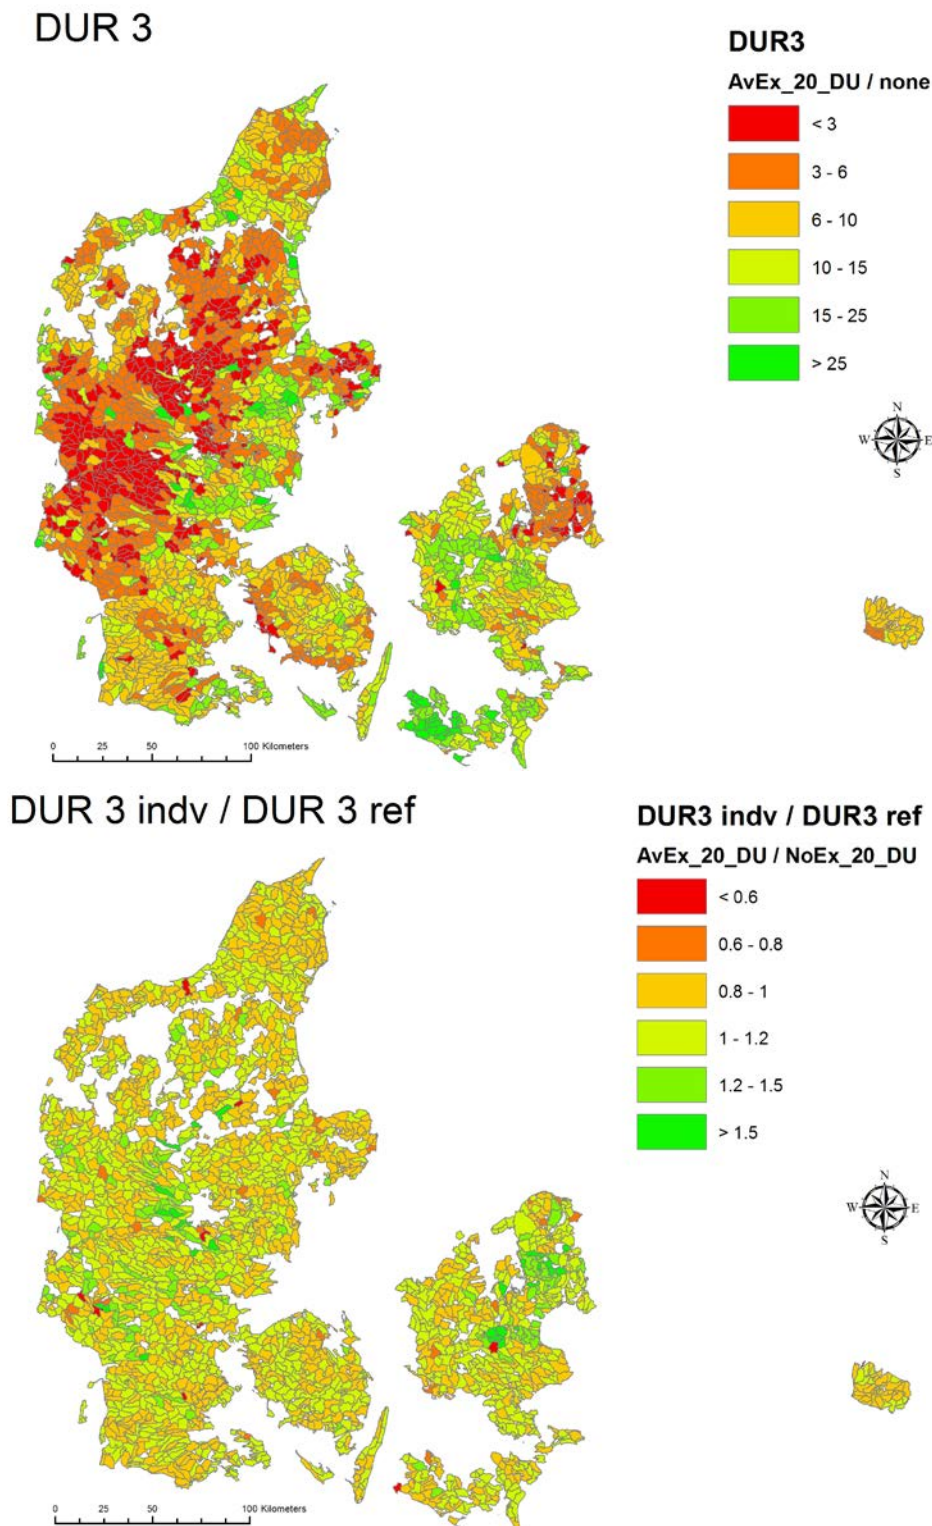 DUR 3
DUR3
AvEx_20_DU / none
< 3
3 - 6
6 - 10
10 - 15
15 - 25
> 25
N
W E
S
0 25 50 100 Kilometers
DUR 3 indv / DUR 3 ref
DUR3 indv / DUR3 ref
AvEx_20_DU / NoEx_20_DU
< 0.6
0.6 - 0.8
0.8 - 1
1 - 1.2
1.2 - 1.5
> 1.5
N
W E
S
0 25 50 100 Kilometers